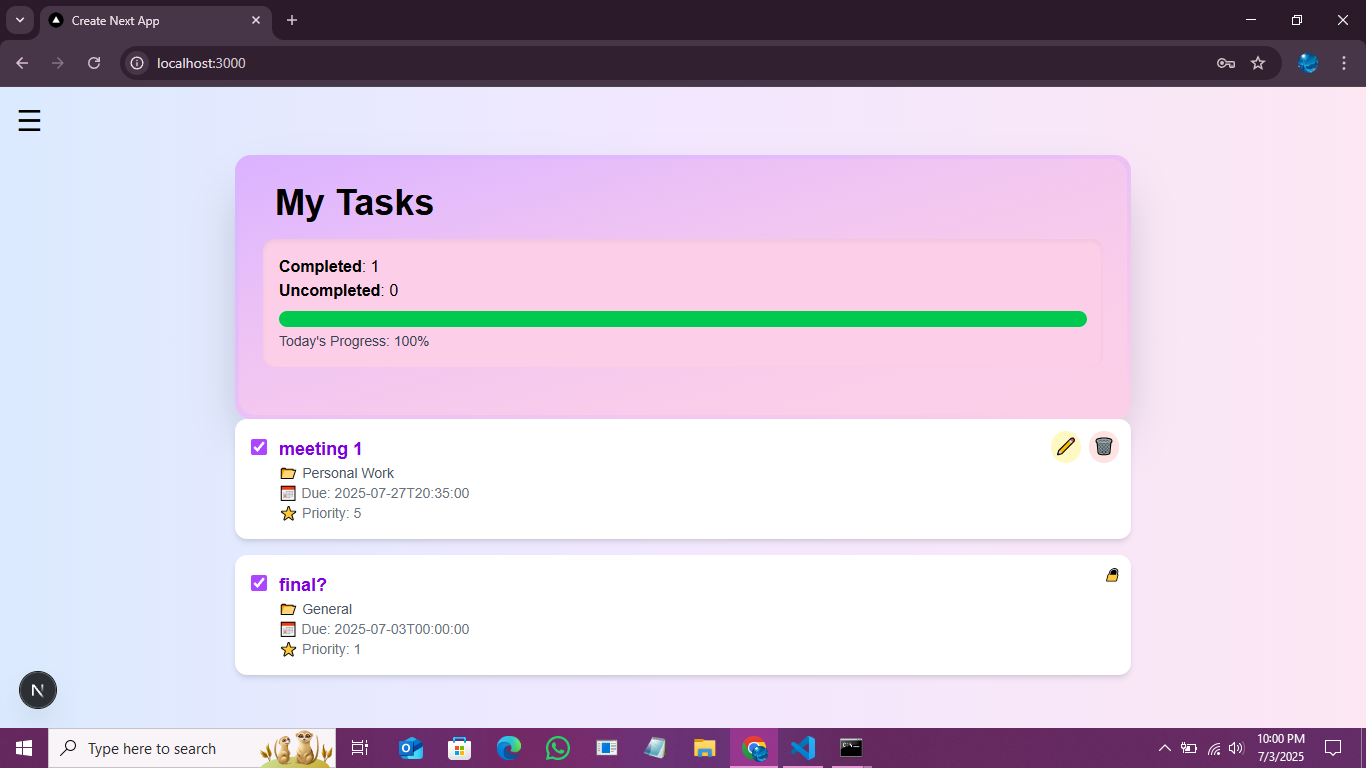 Create Next App
localhost:3000
My Tasks
Completed: 1
Uncompleted: 0
Today's Progress: 100%
meeting 1
Personal Work
Due: 2025-07-27T20:35:00
Priority: 5
final?
General
Due: 2025-07-03T00:00:00
Priority: 1
N
Type here to search
10:00 PM
7/3/2025